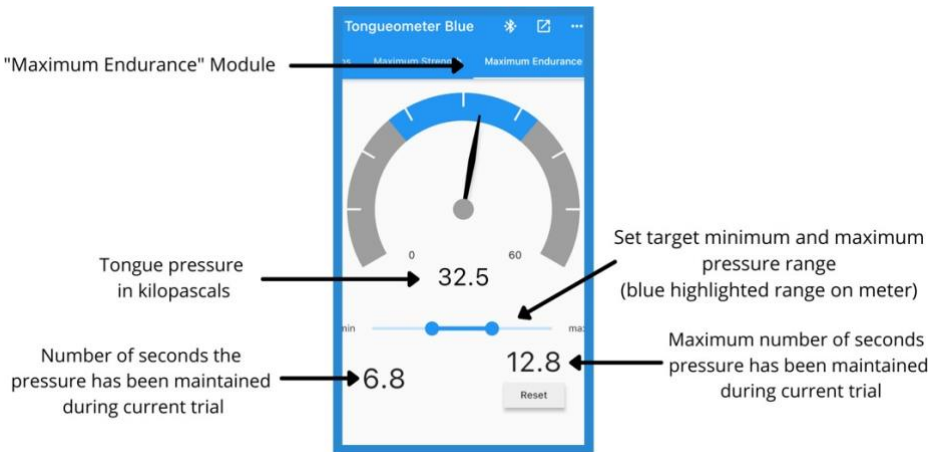 Tongueometer Blue
"Maximum Endurance" Module
Maximum Strength
Maximum Endurance
0
60
Tongue pressure
in kilopascals
32.5
Set target minimum and maximum
pressure range
(blue highlighted range on meter)
min
Number of seconds the
pressure has been maintained
during current trial
6.8
12.8
Reset
Maximum number of seconds
pressure has been maintained
during current trial